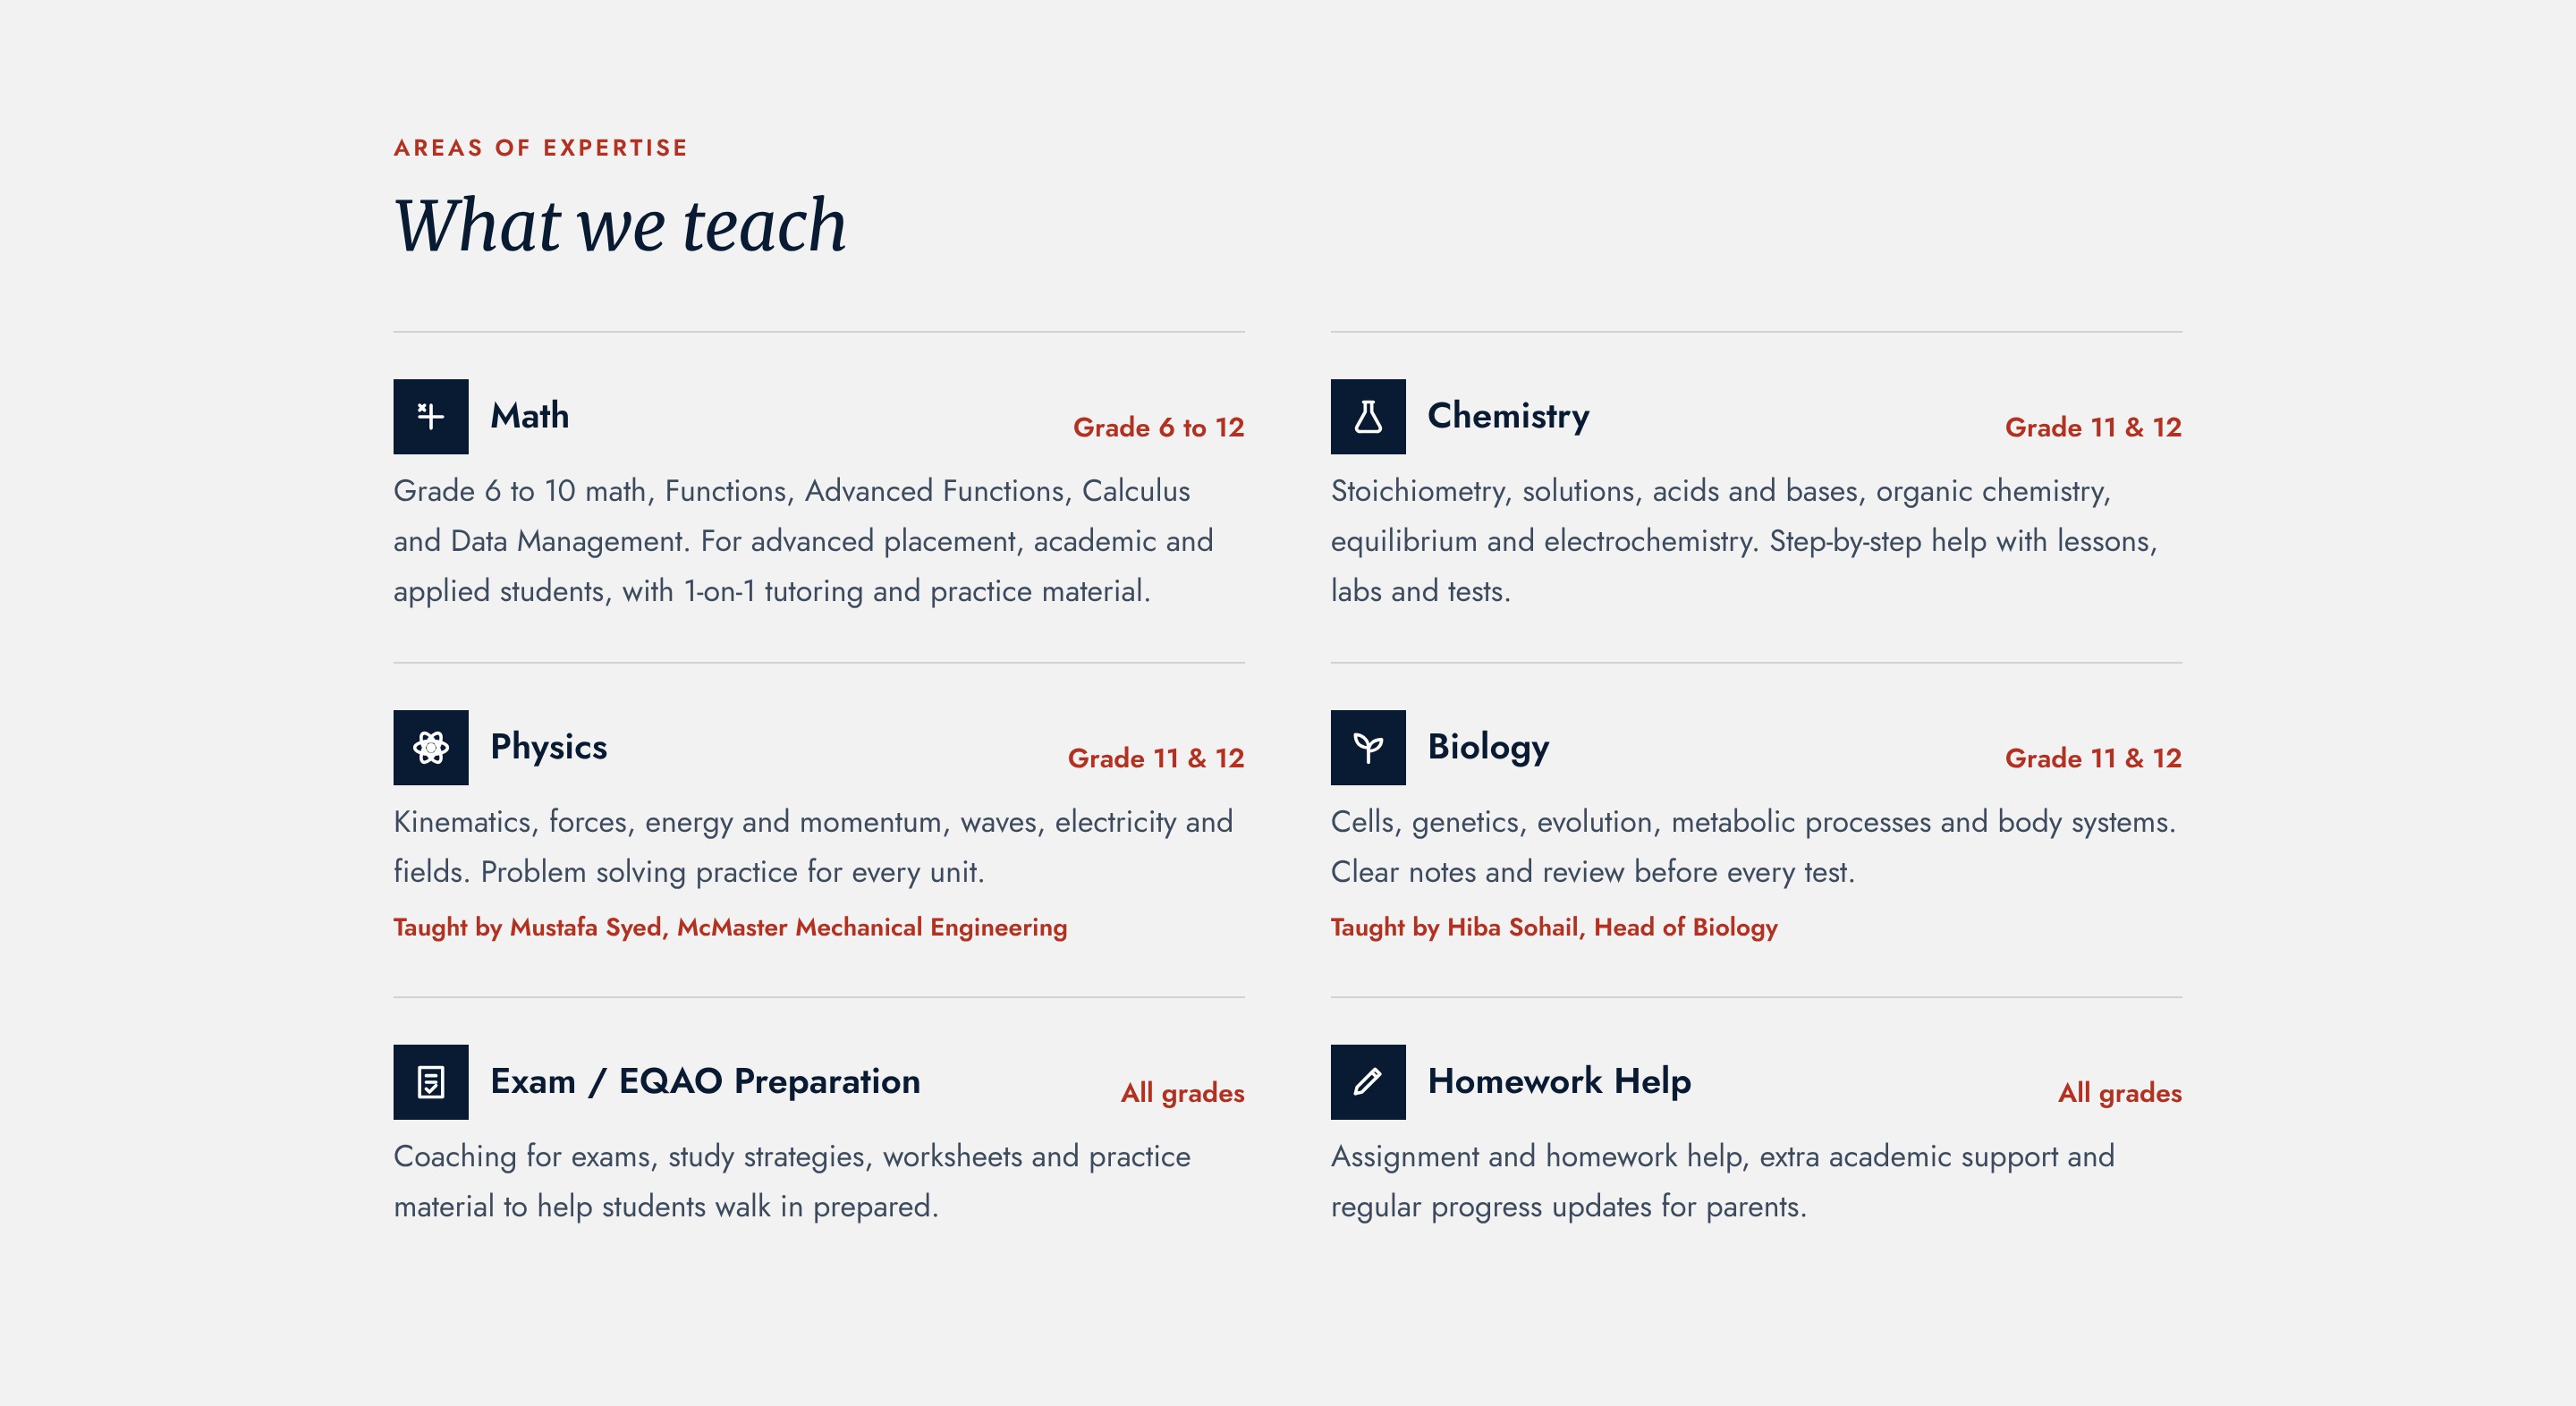 AREAS OF EXPERTISE
What we teach
Math
Grade 6 to 12
Grade 6 to 10 math, Functions, Advanced Functions, Calculus
and Data Management. For advanced placement, academic and
applied students, with 1-on-1 tutoring and practice material.
Chemistry
Grade 11 & 12
Stoichiometry, solutions, acids and bases, organic chemistry,
equilibrium and electrochemistry. Step-by-step help with lessons,
labs and tests.
Physics
Grade 11 & 12
Kinematics, forces, energy and momentum, waves, electricity and
fields. Problem solving practice for every unit.
Taught by Mustafa Syed, McMaster Mechanical Engineering
Biology
Grade 11 & 12
Cells, genetics, evolution, metabolic processes and body systems.
Clear notes and review before every test.
Taught by Hiba Sohail, Head of Biology
Exam / EQAO Preparation
All grades
Coaching for exams, study strategies, worksheets and practice
material to help students walk in prepared.
Homework Help
All grades
Assignment and homework help, extra academic support and
regular progress updates for parents.